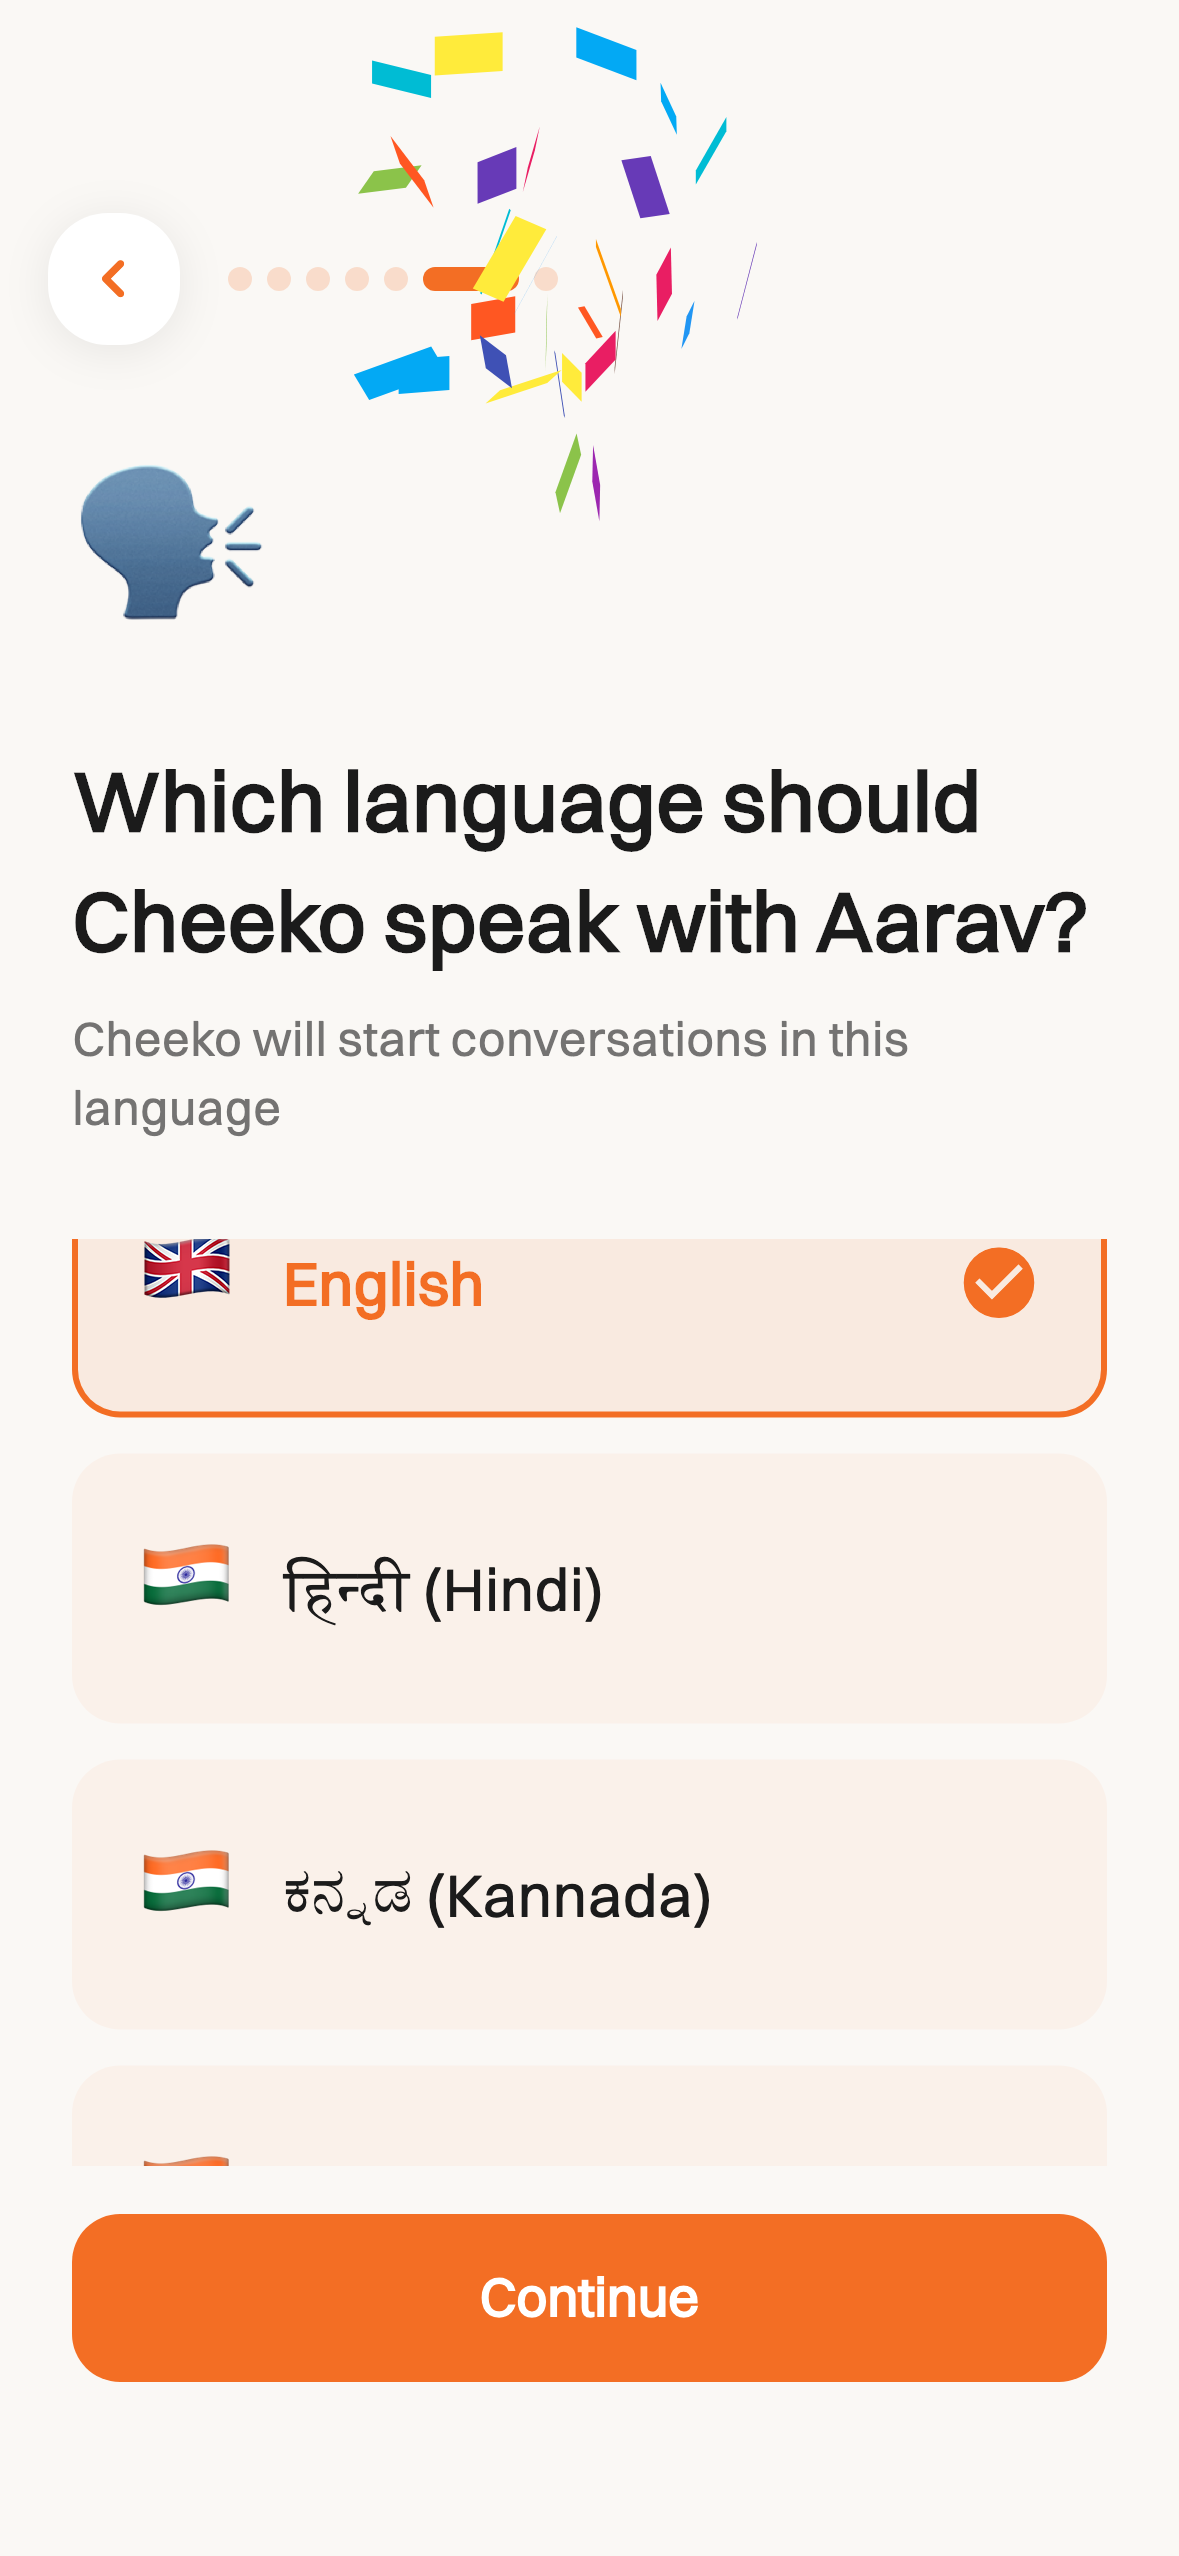 Which language should
Cheeko speak with Aarav?
Cheeko will start conversations in this
language
English
हिन्दी (Hindi)
ಕನ್ನಡ (Kannada)
Continue